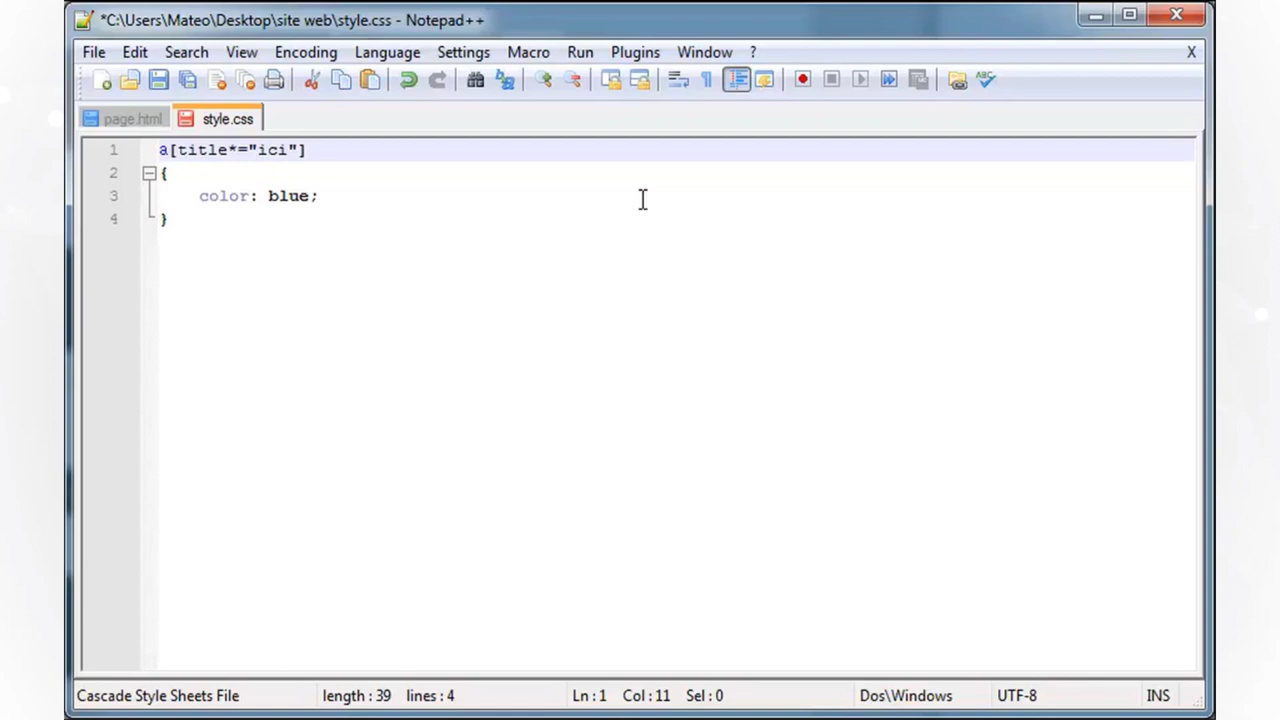 *C:\Users\Mateo\Desktop\site web\style.css - Notepad++
File Edit Search View Encoding Language Settings Macro Run Plugins Window ? X
page.html style.css
1 a[title*="ici"]
2 {
3 color: blue;
4 }
Cascade Style Sheets File length : 39 lines : 4 Ln : 1 Col : 11 Sel : 0 Dos\Windows UTF-8 INS